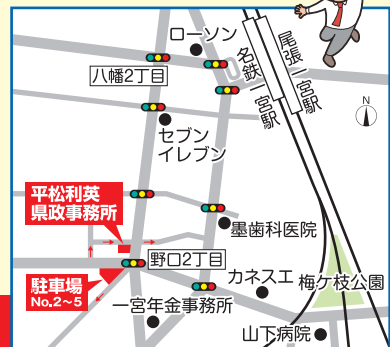 ローソン
八幡2丁目
名鉄一宮駅
尾張一宮駅
N
セブン
イレブン
平松利英
県政事務所
墨歯科医院
野口2丁目
駐車場
No.2~5
カネスエ
梅ケ枝公園
一宮年金事務所
山下病院